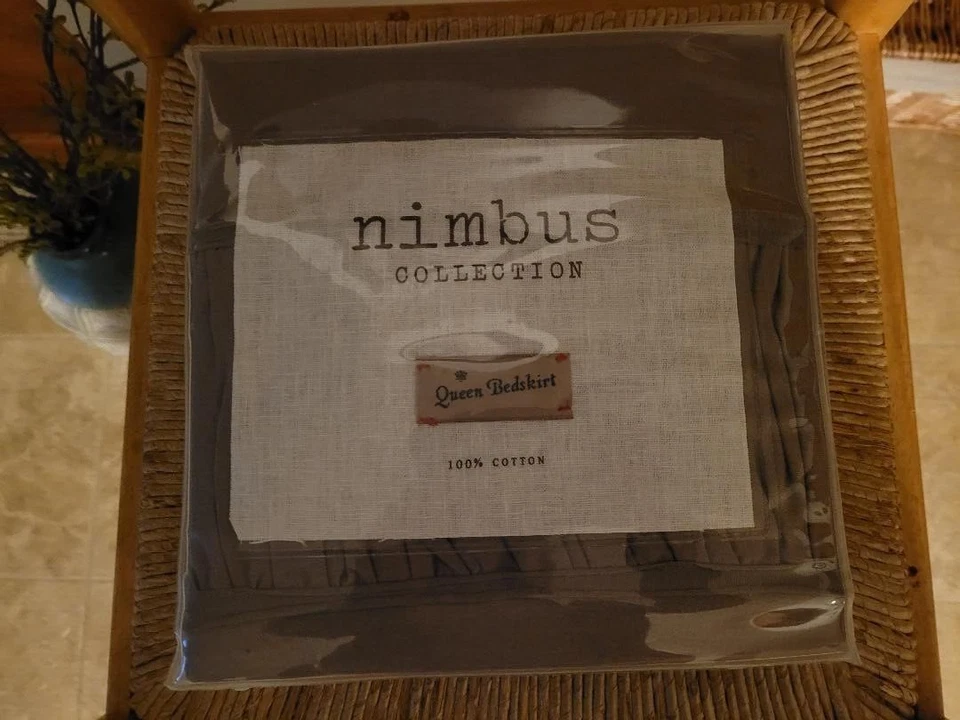 nimbus
COLLECTION
Queen Bedskirt
100% COTTON